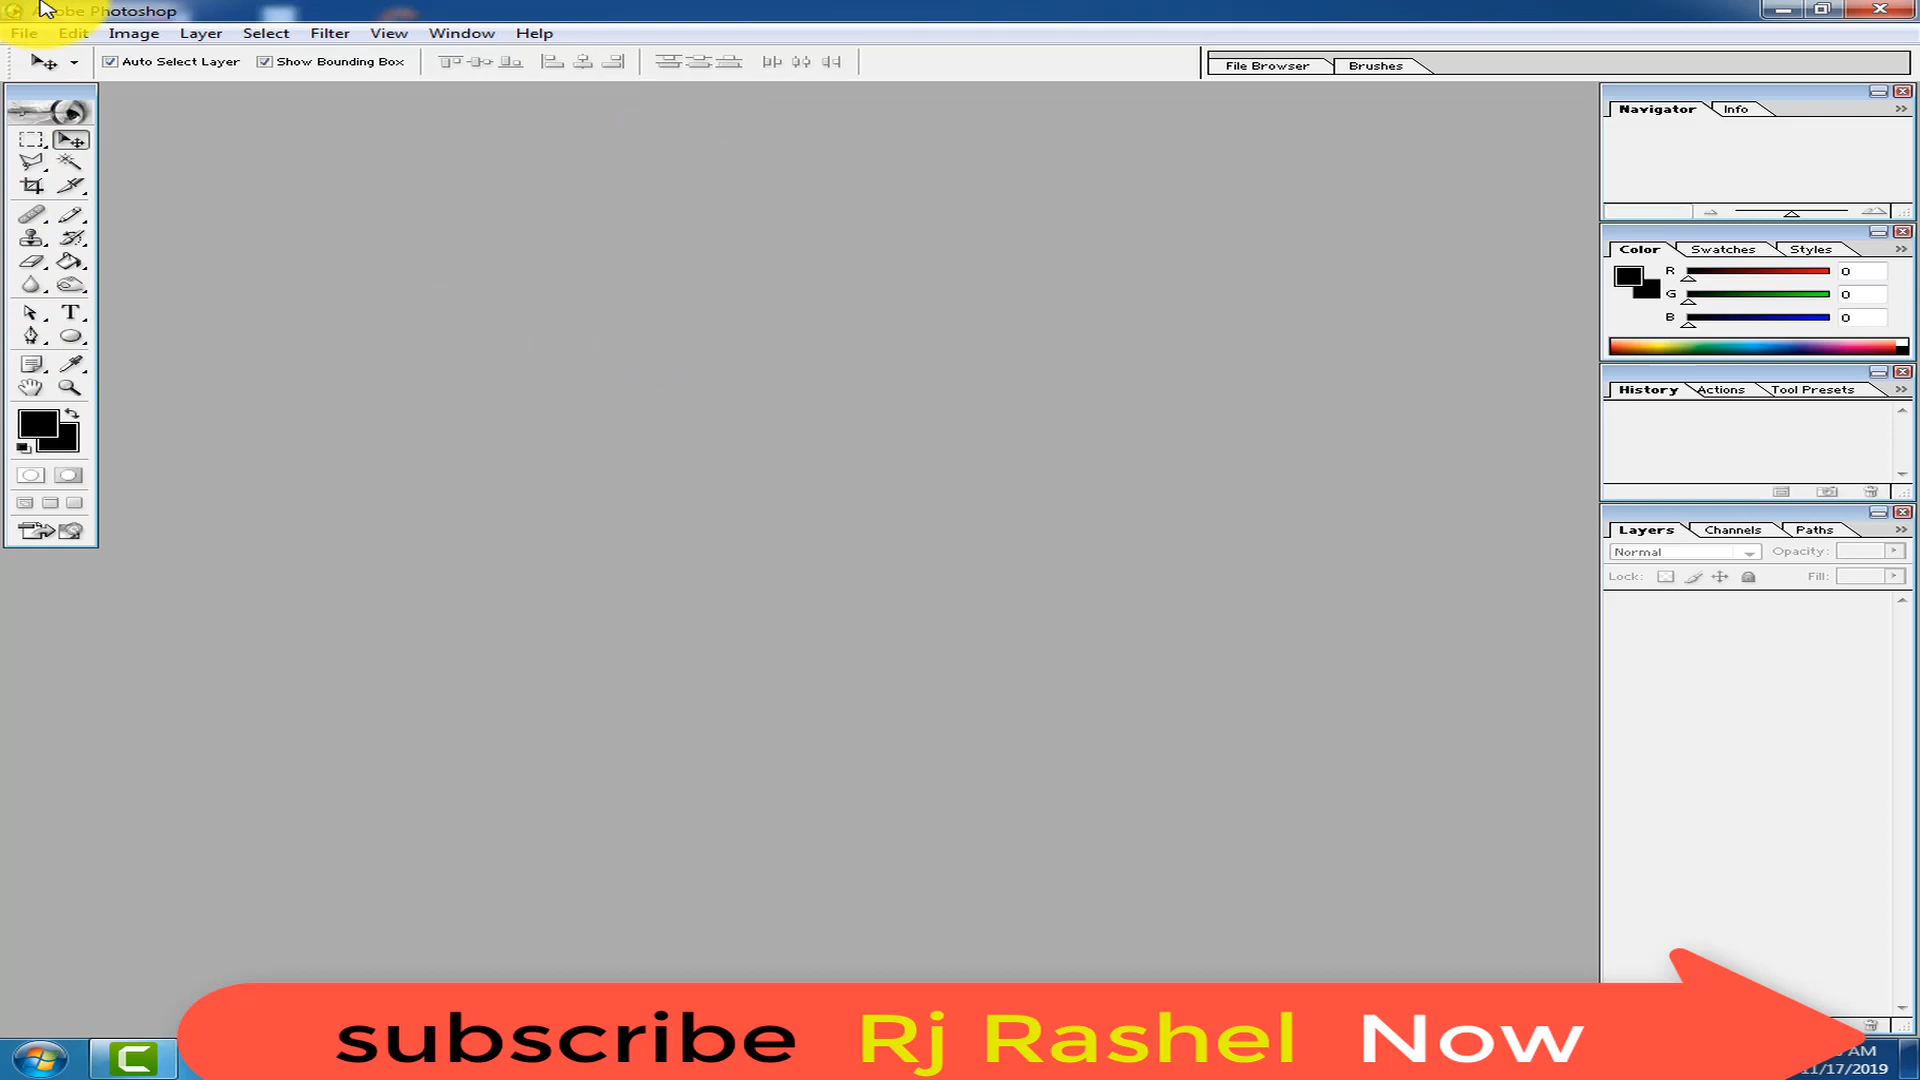 Adobe Photoshop
File Edit Image Layer Select Filter View Window Help
Auto Select Layer Show Bounding Box File Browser Brushes
Navigator Info
Color Swatches Styles
R 0
G 0
B 0
History Actions Tool Presets
Layers Channels Paths
Normal Opacity:
Lock: Fill:
subscribe Rj Rashel Now
AM
11/17/2019